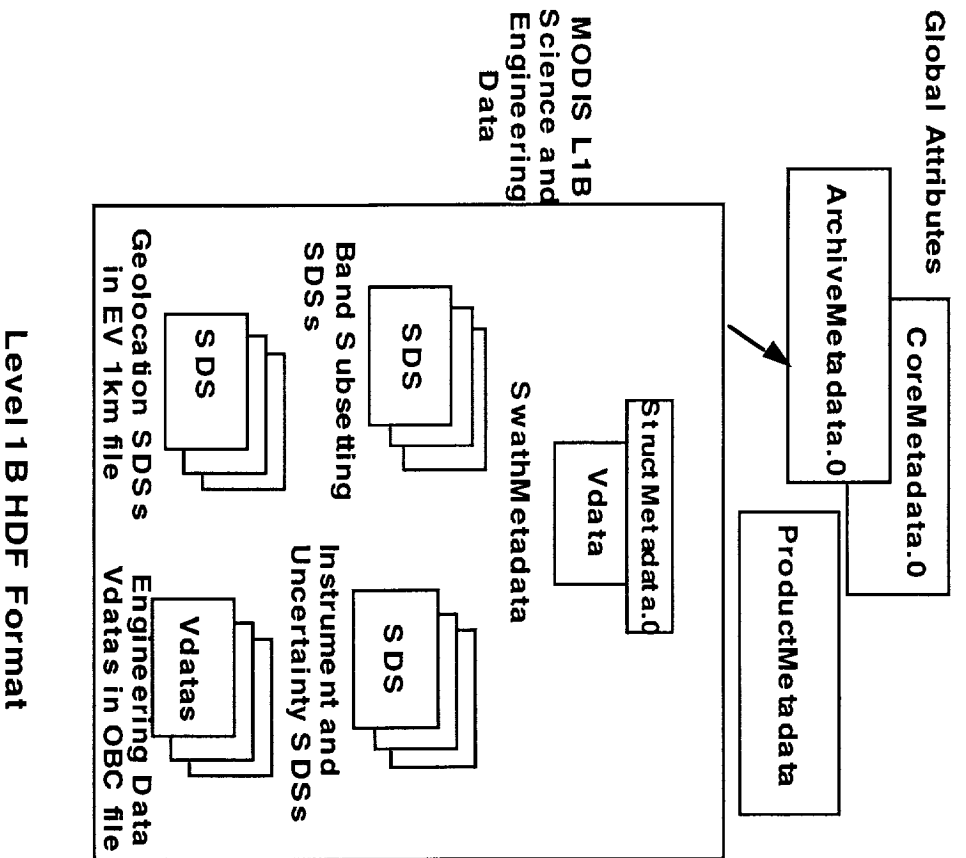 Global Attributes
CoreMetadata.0
ArchiveMetadata.0
ProductMetadata
MODIS L1B
Science and
Engineering
Data
StructMetadata.0
Vdata
SwathMetadata
SDS
Band Subsetting
SDSs
SDS
Instrument and
Uncertainty SDSs
SDS
Geolocation SDSs
in EV 1km file
Vdatas
Engineering Data
Vdatas in OBC file
Level 1B HDF Format